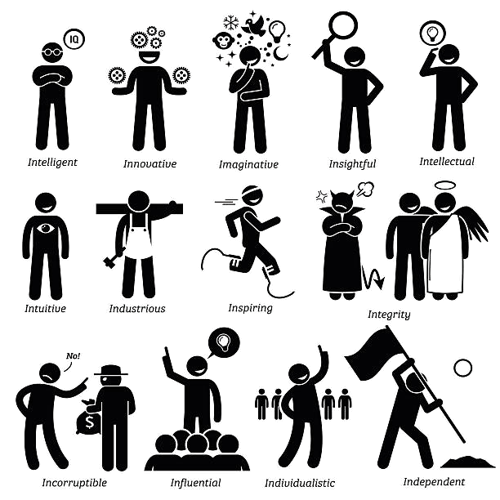 IQ
Intelligent
Innovative
Imaginative
Insightful
Intellectual
Intuitive
Industrious
Inspiring
Integrity
No!
$
Incorruptible
Influential
Individualistic
Independent